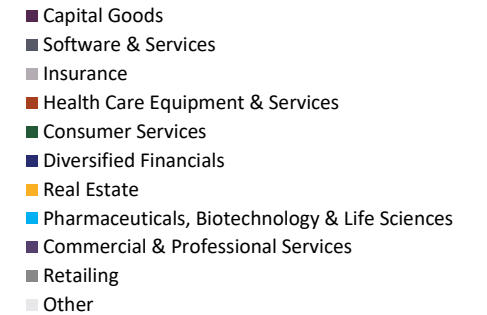 Capital Goods
Software & Services
Insurance
Health Care Equipment & Services
Consumer Services
Diversified Financials
Real Estate
Pharmaceuticals, Biotechnology & Life Sciences
Commercial & Professional Services
Retailing
Other